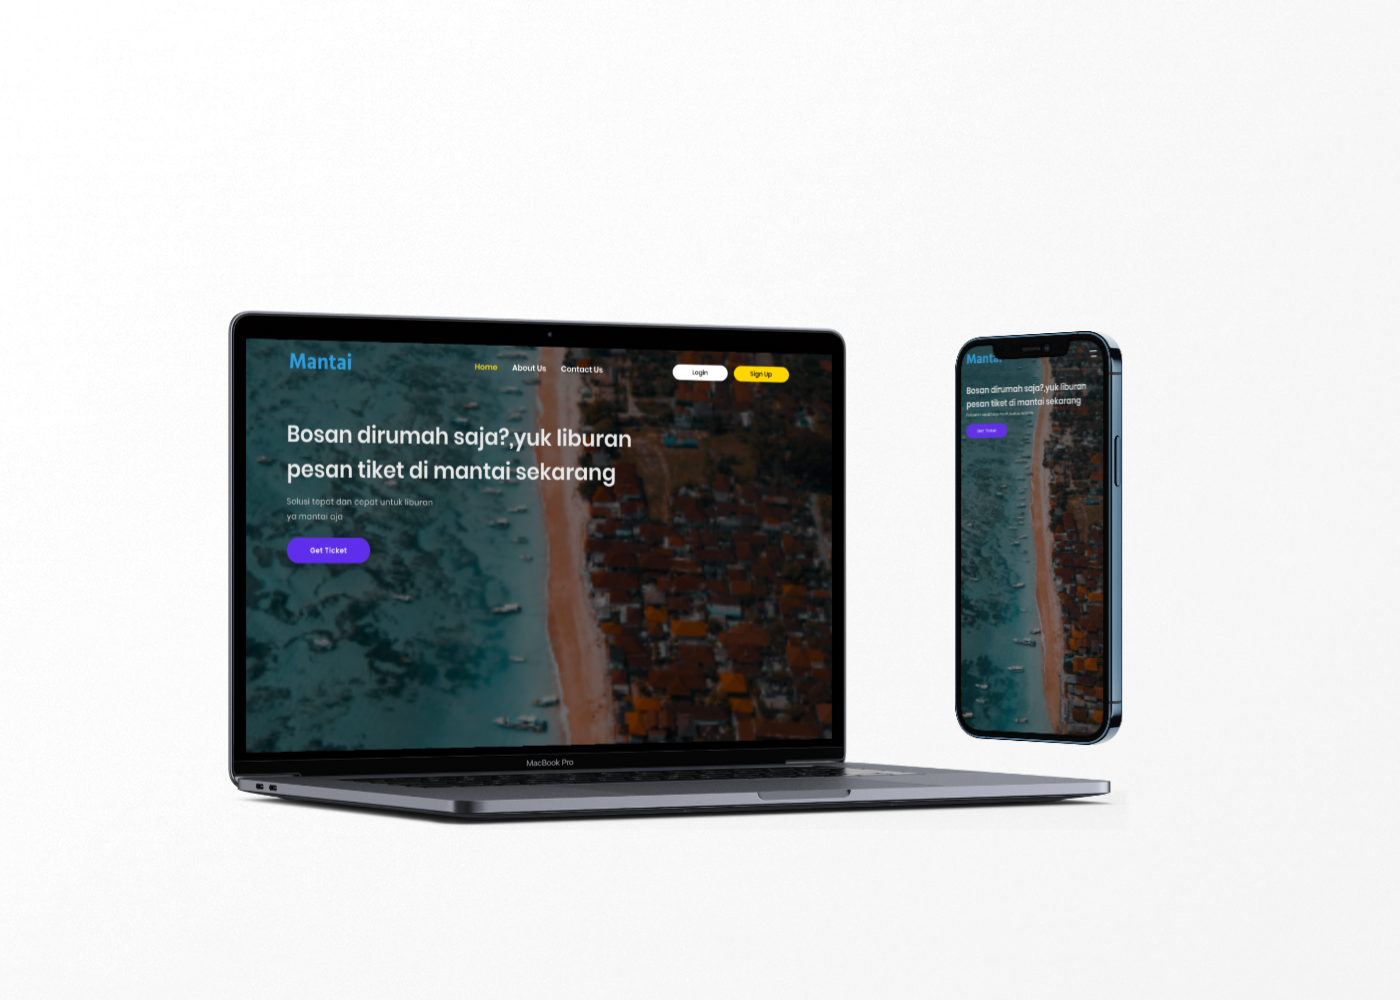 Mantai
Home About Us Contact Us
Login Sign Up
Bosan dirumah saja?,yuk liburan
pesan tiket di mantai sekarang
Solusi tepat dan cepat untuk liburan
ya mantai aja
Get Ticket
MacBook Pro
Mantai
Bosan dirumah saja?,yuk liburan
pesan tiket di mantai sekarang
Get Ticket